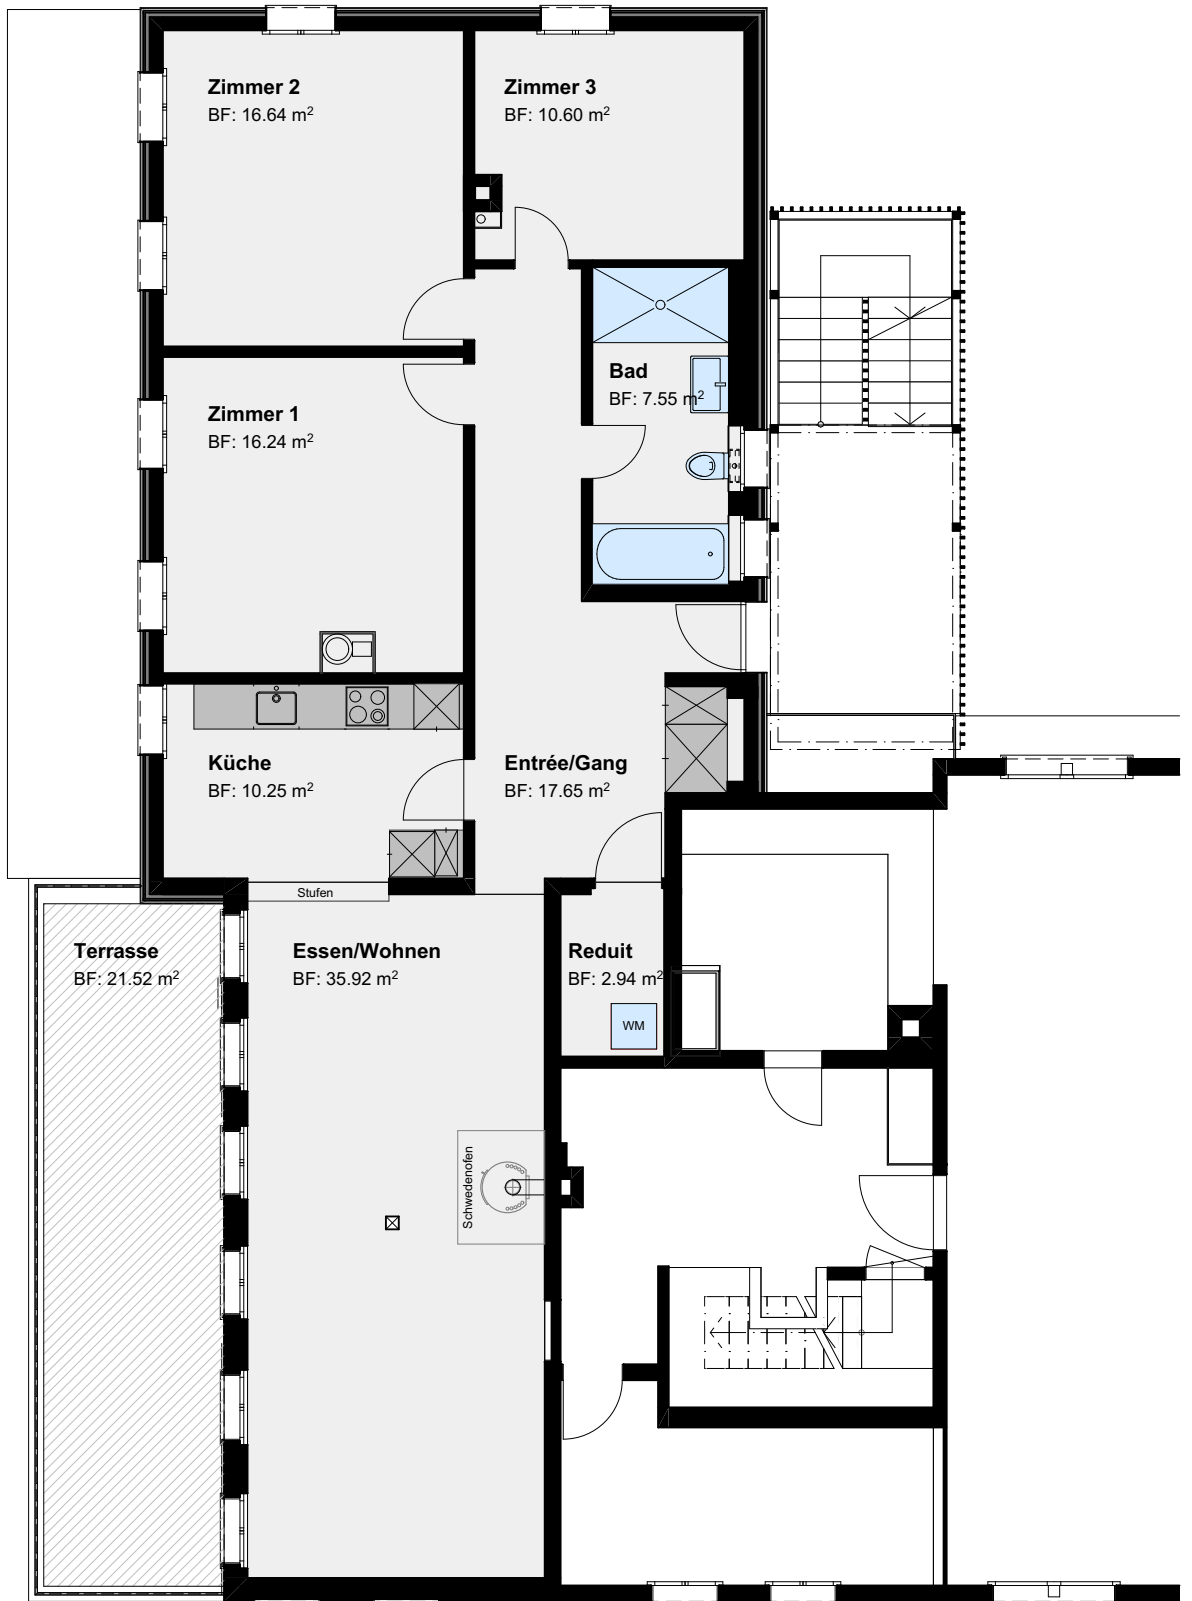 Zimmer 2
BF: 16.64 m²
Zimmer 3
BF: 10.60 m²
Bad
BF: 7.55 m²
Zimmer 1
BF: 16.24 m²
Küche
BF: 10.25 m²
Entrée/Gang
BF: 17.65 m²
Stufen
Terrasse
BF: 21.52 m²
Essen/Wohnen
BF: 35.92 m²
Reduit
BF: 2.94 m²
WM
Schwedenofen